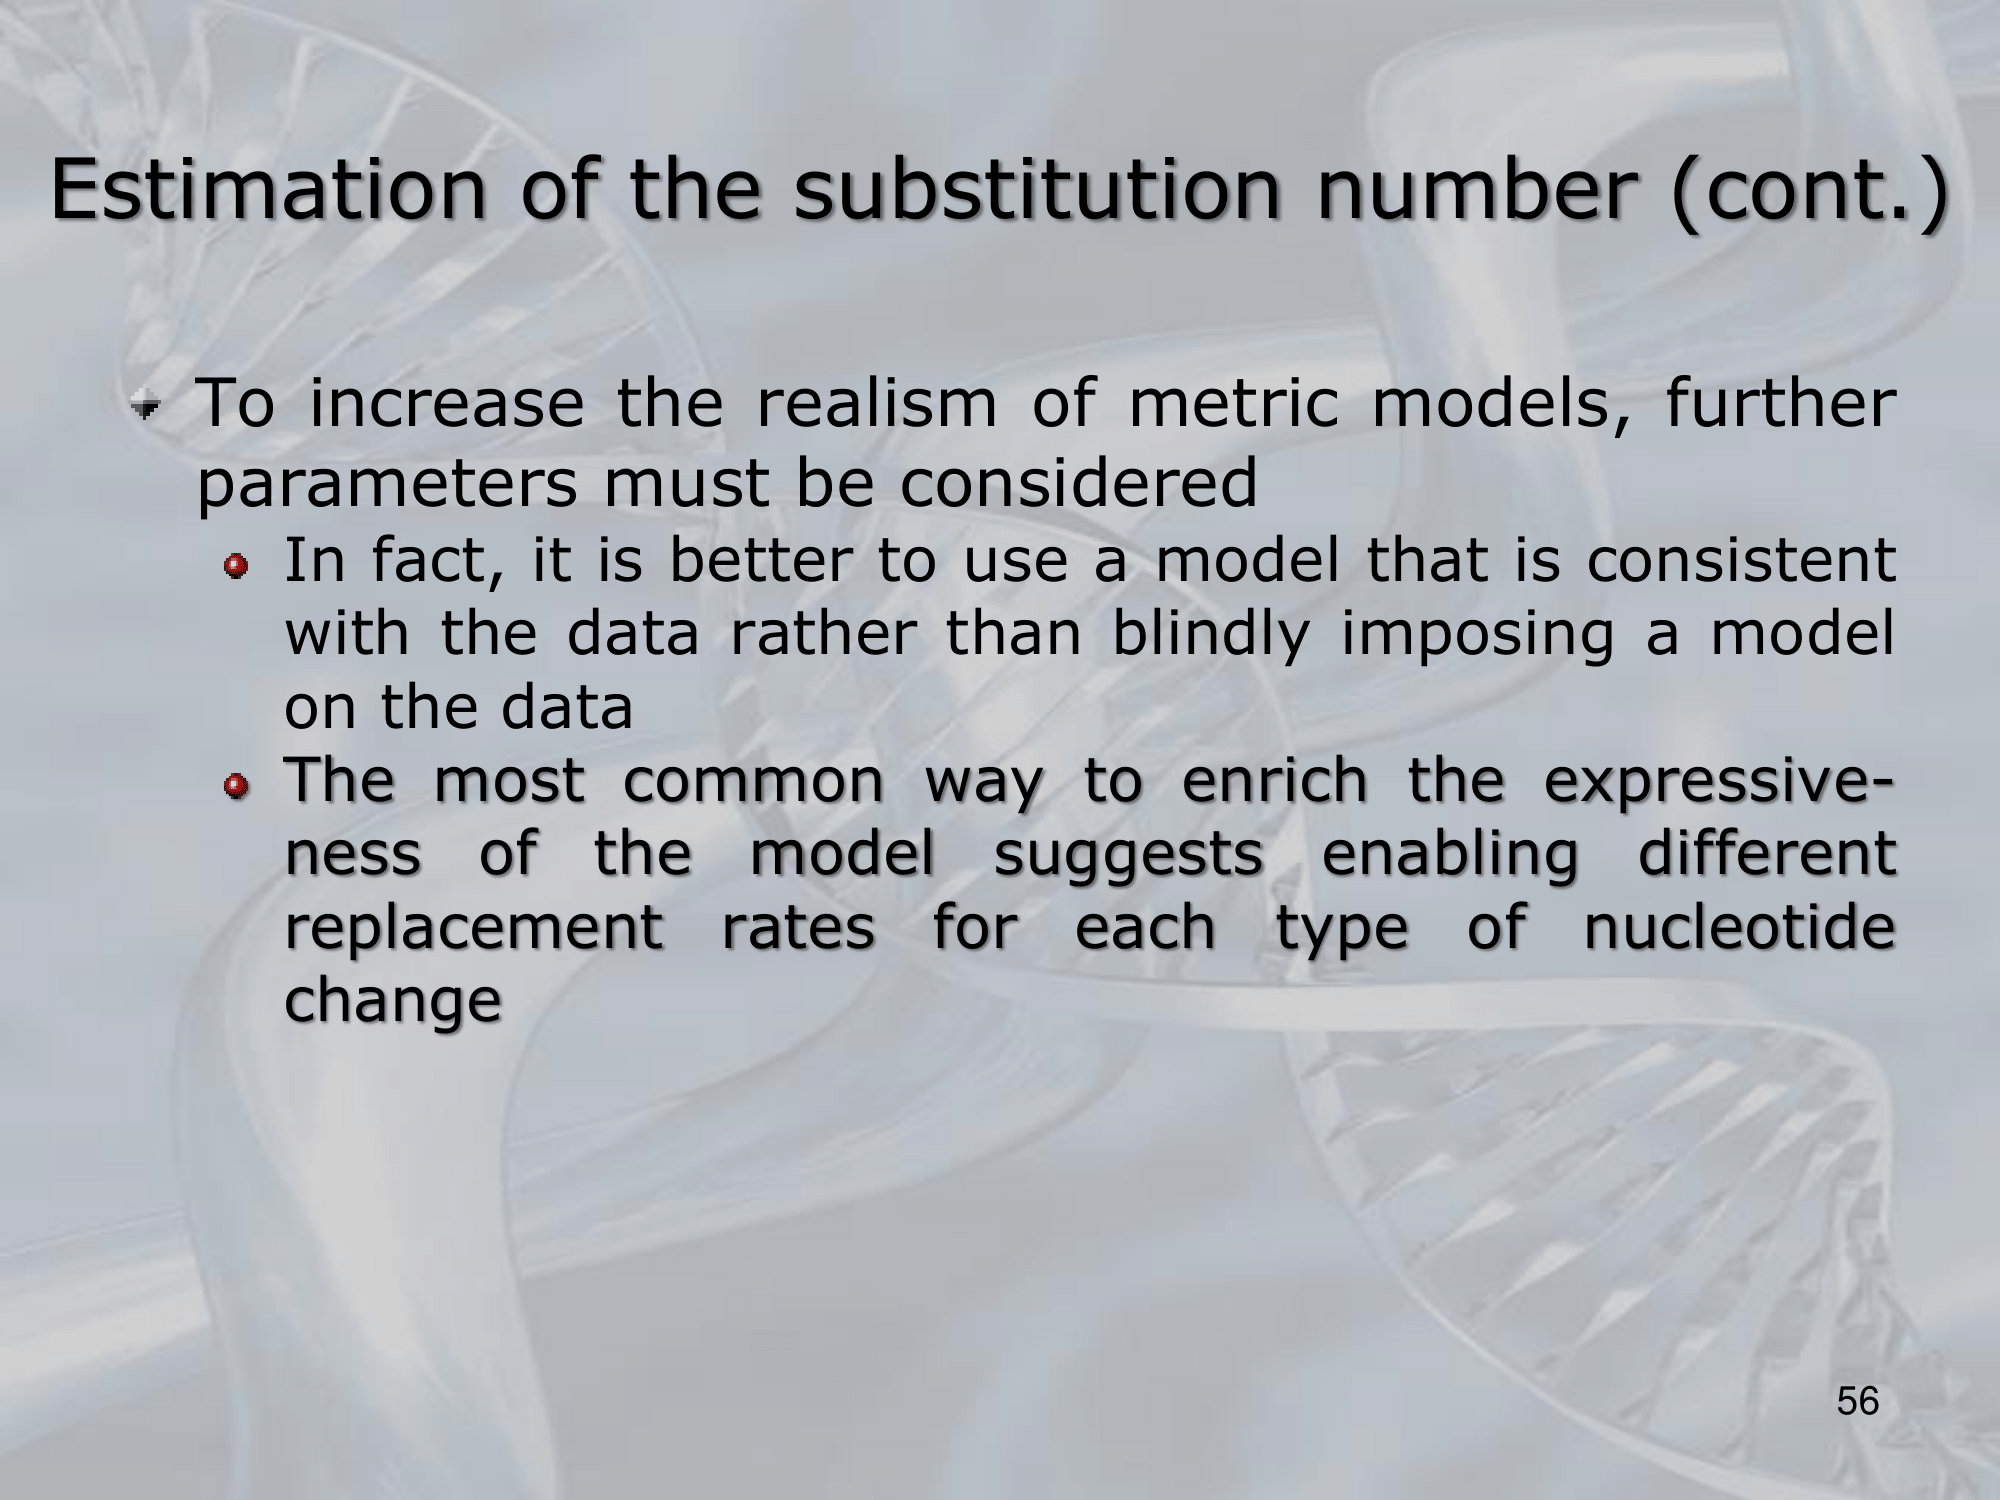 Estimation of the substitution number (cont.)
To increase the realism of metric models, further
parameters must be considered
In fact, it is better to use a model that is consistent
with the data rather than blindly imposing a model
on the data
The most common way to enrich the expressive-
ness of the model suggests enabling different
replacement rates for each type of nucleotide
change
56